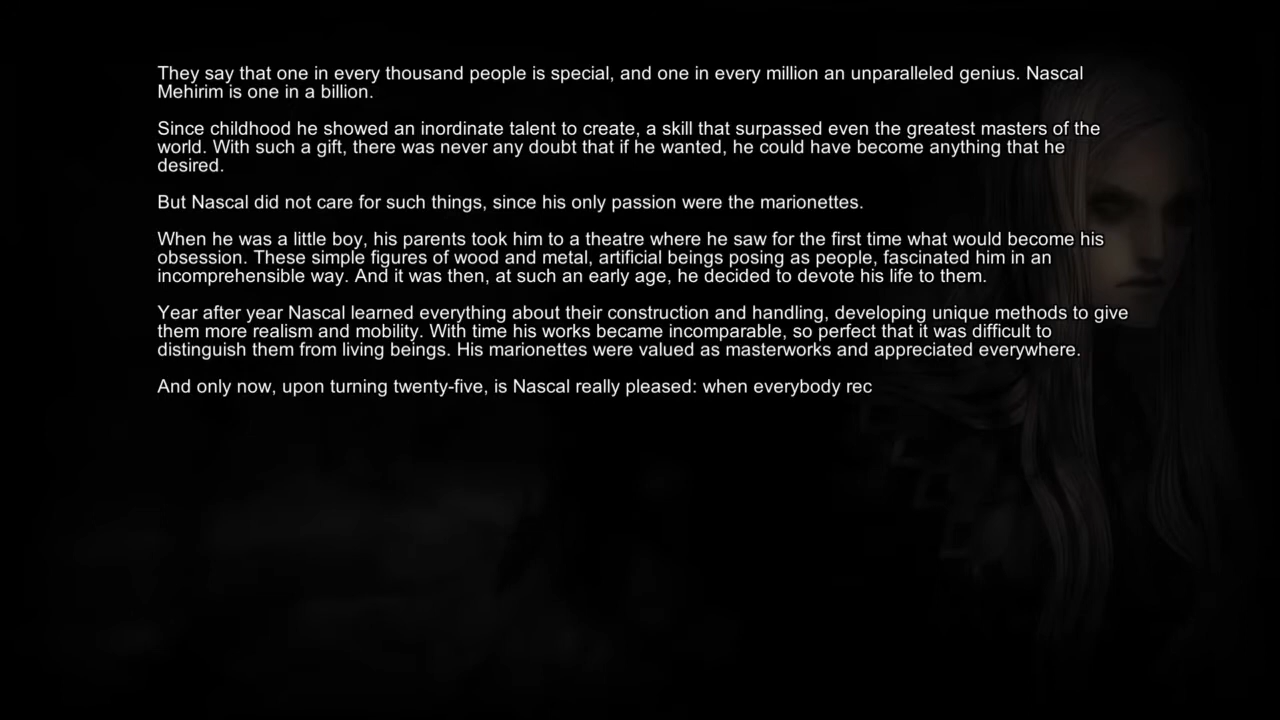 They say that one in every thousand people is special, and one in every million an unparalleled genius. Nascal
Mehirim is one in a billion.
Since childhood he showed an inordinate talent to create, a skill that surpassed even the greatest masters of the
world. With such a gift, there was never any doubt that if he wanted, he could have become anything that he
desired.
But Nascal did not care for such things, since his only passion were the marionettes.
When he was a little boy, his parents took him to a theatre where he saw for the first time what would become his
obsession. These simple figures of wood and metal, artificial beings posing as people, fascinated him in an
incomprehensible way. And it was then, at such an early age, he decided to devote his life to them.
Year after year Nascal learned everything about their construction and handling, developing unique methods to give
them more realism and mobility. With time his works became incomparable, so perfect that it was difficult to
distinguish them from living beings. His marionettes were valued as masterworks and appreciated everywhere.
And only now, upon turning twenty-five, is Nascal really pleased: when everybody rec